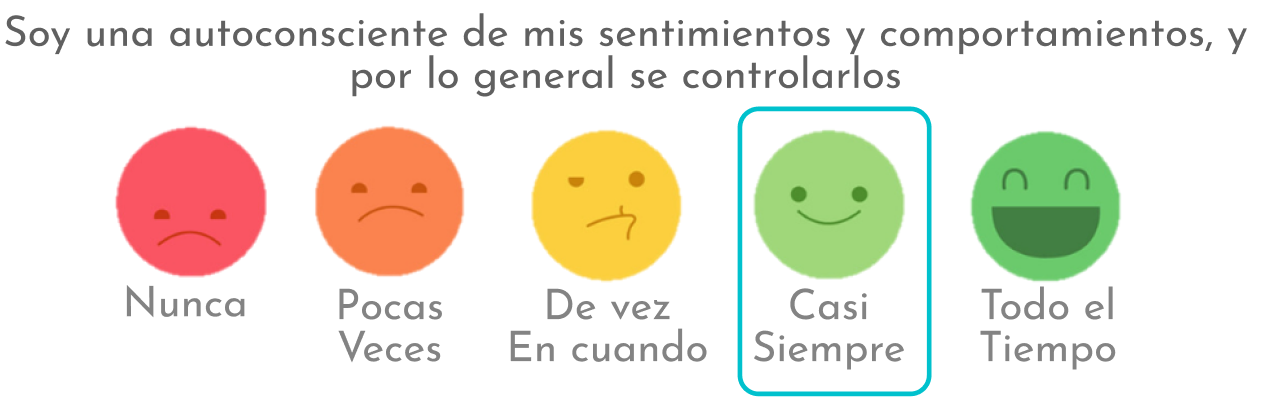 Soy una autoconsciente de mis sentimientos y comportamientos, y
por lo general se controlarlos
Nunca
Pocas
Veces
De vez
En cuando
Casi
Siempre
Todo el
Tiempo